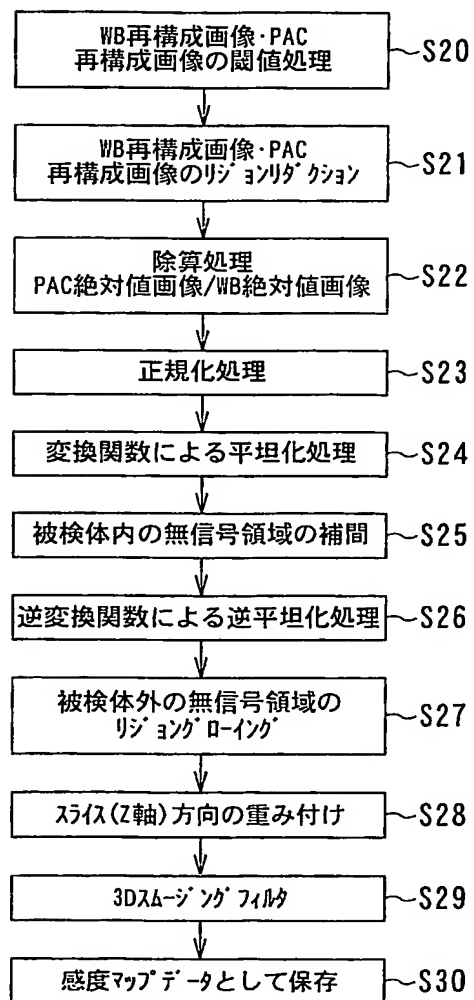 WB再構成画像･PAC
再構成画像の閾値処理
S20
WB再構成画像･PAC
再構成画像のﾘｼﾞｮﾝﾘﾀﾞｸｼｮﾝ
S21
除算処理
PAC絶対値画像/WB絶対値画像
S22
正規化処理
S23
変換関数による平坦化処理
S24
被検体内の無信号領域の補間
S25
逆変換関数による逆平坦化処理
S26
被検体外の無信号領域の
ﾘｼﾞｮﾝｸﾞﾛｰｲﾝｸﾞ
S27
ｽﾗｲｽ(Z軸)方向の重み付け
S28
3Dｽﾑｰｼﾞﾝｸﾞﾌｨﾙﾀ
S29
感度ﾏｯﾌﾟﾃﾞｰﾀとして保存
S30